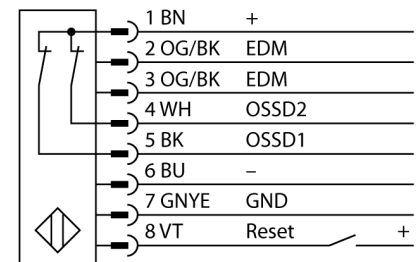 1 BN +
2 OG/BK EDM
3 OG/BK EDM
4 WH OSSD2
5 BK OSSD1
6 BU –
7 GNYE GND
8 VT Reset +